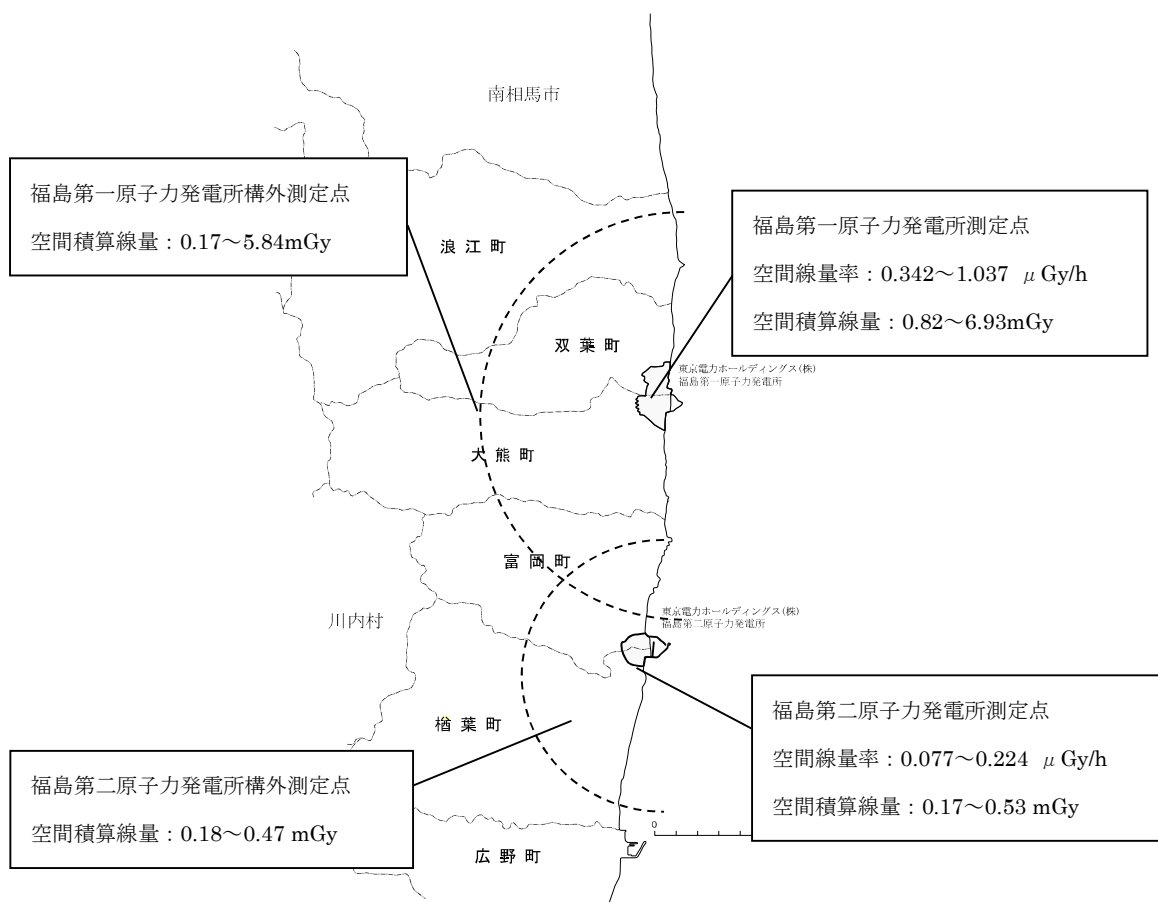 南相馬市
福島第一原子力発電所構外測定点
空間積算線量：0.17～5.84mGy
福島第一原子力発電所測定点
空間線量率：0.342～1.037 μGy/h
空間積算線量：0.82～6.93mGy
浪江町
双葉町
東京電力ホールディングス(株)
福島第一原子力発電所
大熊町
富岡町
川内村
東京電力ホールディングス(株)
福島第二原子力発電所
福島第二原子力発電所測定点
空間線量率：0.077～0.224 μGy/h
空間積算線量：0.17～0.53 mGy
楢葉町
福島第二原子力発電所構外測定点
空間積算線量：0.18～0.47 mGy
0
広野町